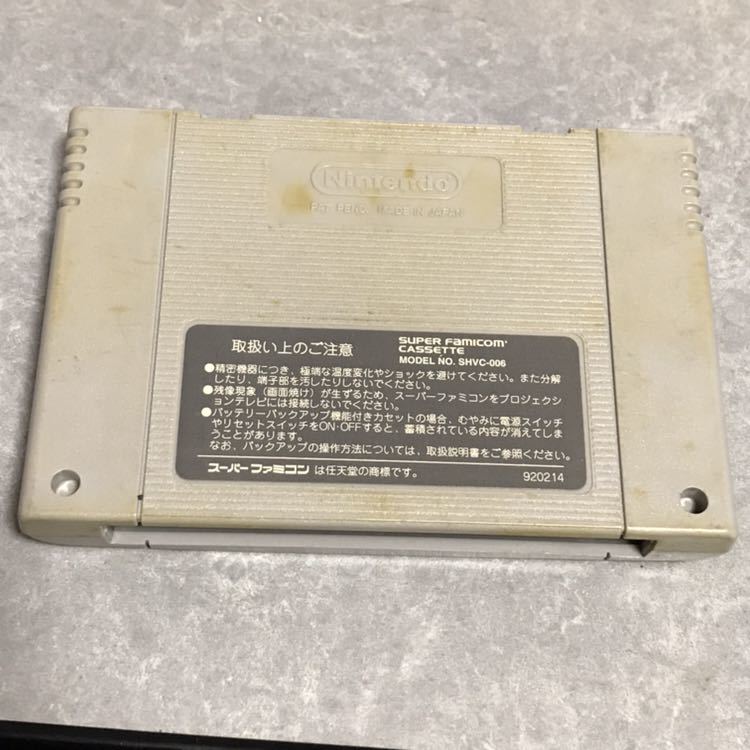 Nintendo
PAT. PEND. MADE IN JAPAN
取扱い上のご注意
SUPER FAMICOM
CASSETTE
MODEL NO. SHVC-006
●精密機器につき、極端な温度変化やショックを避けてください。また分解
したり、端子部を汚したりしないでください。
●残像現象（画面焼け）が生ずるため、スーパーファミコンをプロジェクシ
ョンテレビには接続しないでください。
●バッテリーバックアップ機能付きカセットの場合、むやみに電源スイッチ
やリセットスイッチをON・OFFすると、蓄積されている内容が消えてしま
うことがあります。
なお、バックアップの操作方法については、取扱説明書をご参照ください。
スーパーファミコン は任天堂の商標です。
920214